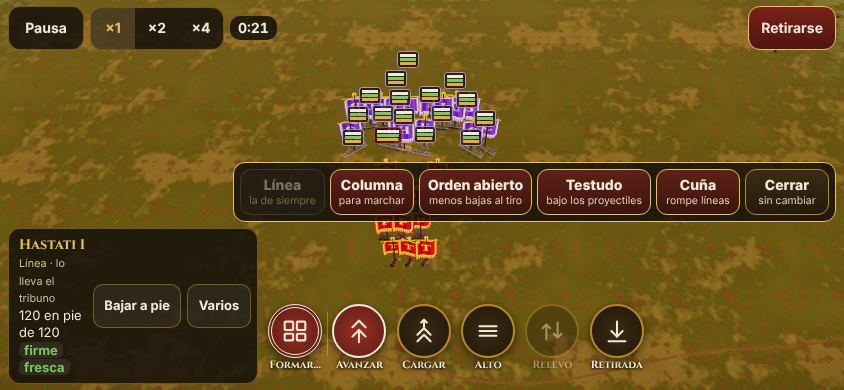 Pausa
×1
×2
×4
0:21
Retirarse
Línea
la de siempre
Columna
para marchar
Orden abierto
menos bajas al tiro
Testudo
bajo los proyectiles
Cuña
rompe líneas
Cerrar
sin cambiar
Hastati I
Línea · lo
lleva el
tribuno
120 en pie
de 120
firme
fresca
Bajar a pie
Varios
Formar…
Avanzar
Cargar
Alto
Relevo
Retirada